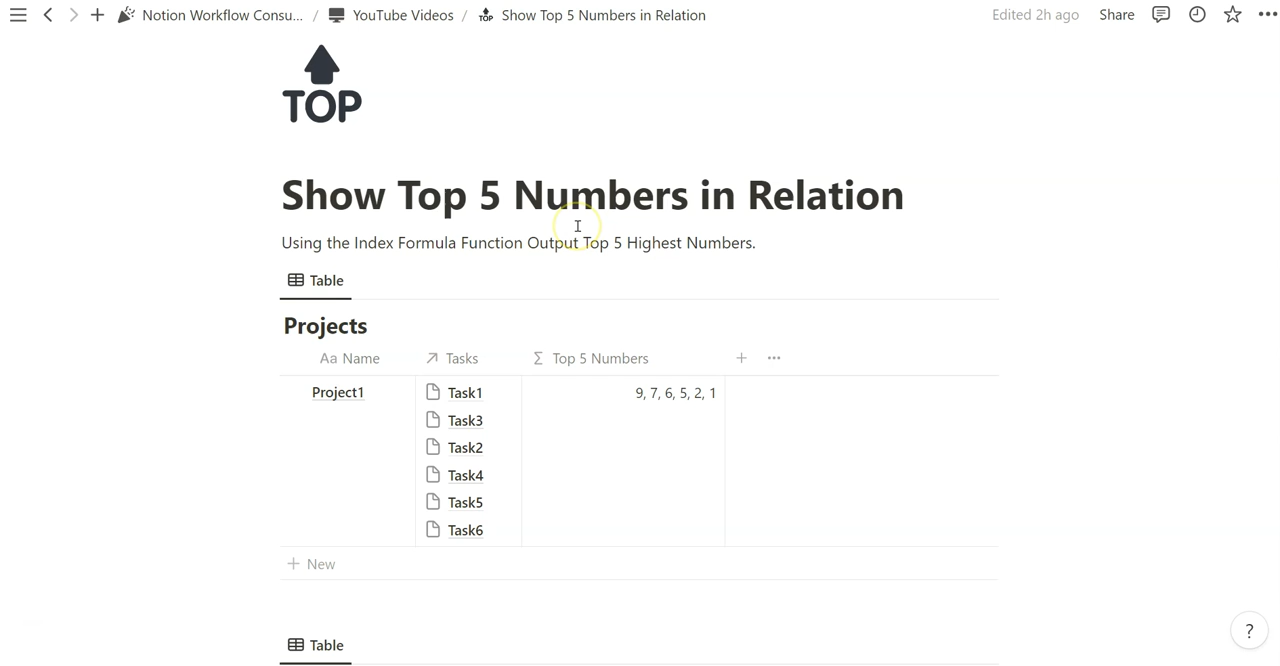 Notion Workflow Consu... / YouTube Videos / Show Top 5 Numbers in Relation Edited 2h ago Share
TOP
TOP
Show Top 5 Numbers in Relation
Using the Index Formula Function Output Top 5 Highest Numbers.
Table
Projects
Aa Name Tasks Σ Top 5 Numbers
Project1 Task1 9, 7, 6, 5, 2, 1
Task3
Task2
Task4
Task5
Task6
+ New
Table
?